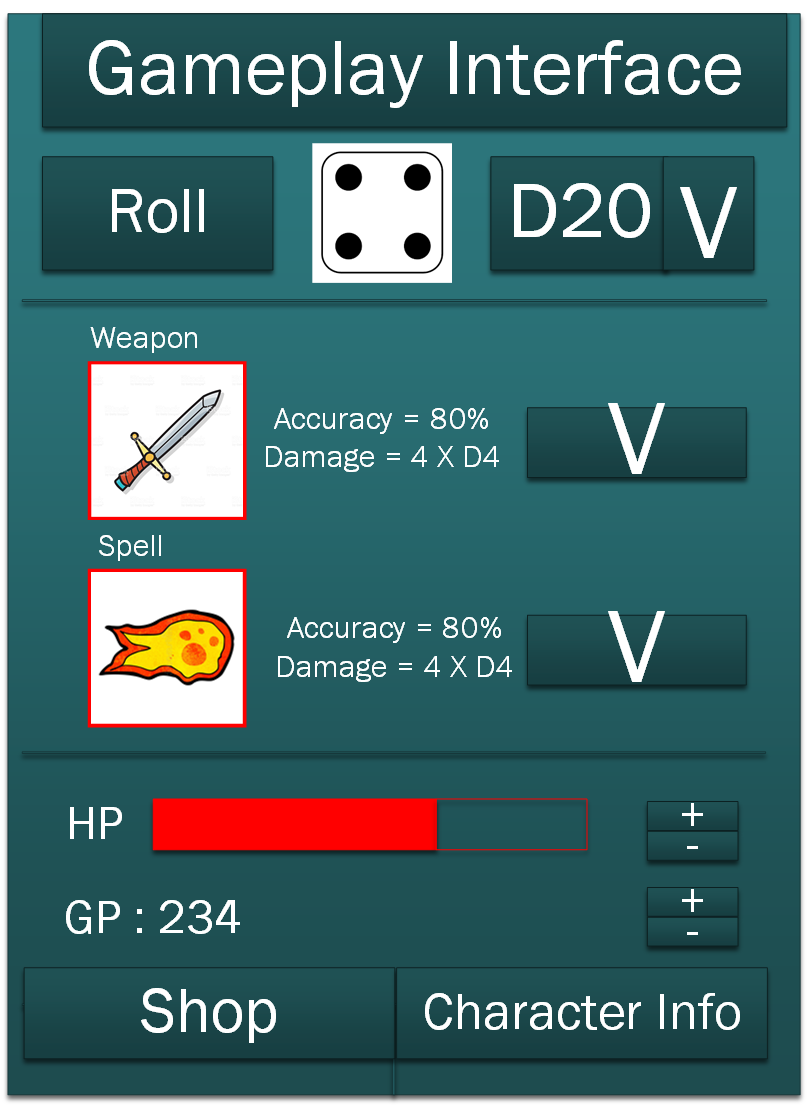 Gameplay Interface
Roll
D20 V
Weapon
Accuracy = 80%
Damage = 4 X D4
V
Spell
Accuracy = 80%
Damage = 4 X D4
V
HP
+
-
GP : 234
+
-
Shop
Character Info